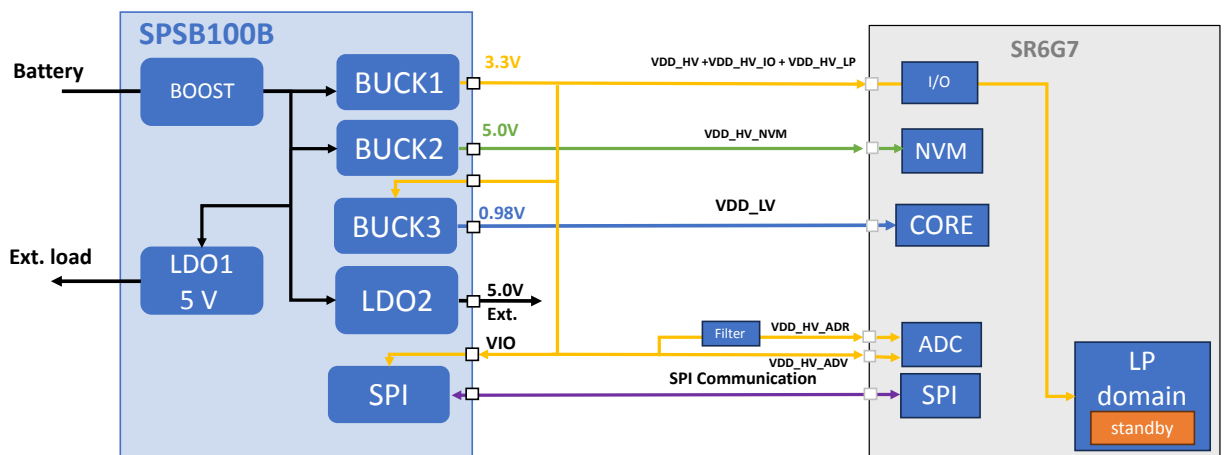 SPSB100B
SR6G7
Battery
BOOST
BUCK1
3.3V
VDD_HV +VDD_HV_IO + VDD_HV_LP
I/O
BUCK2
5.0V
VDD_HV_NVM
NVM
BUCK3
0.98V
VDD_LV
CORE
Ext. load
LDO1
5 V
LDO2
5.0V
Ext.
VIO
Filter
VDD_HV_ADR
VDD_HV_ADV
ADC
SPI
SPI Communication
SPI
LP
domain
standby